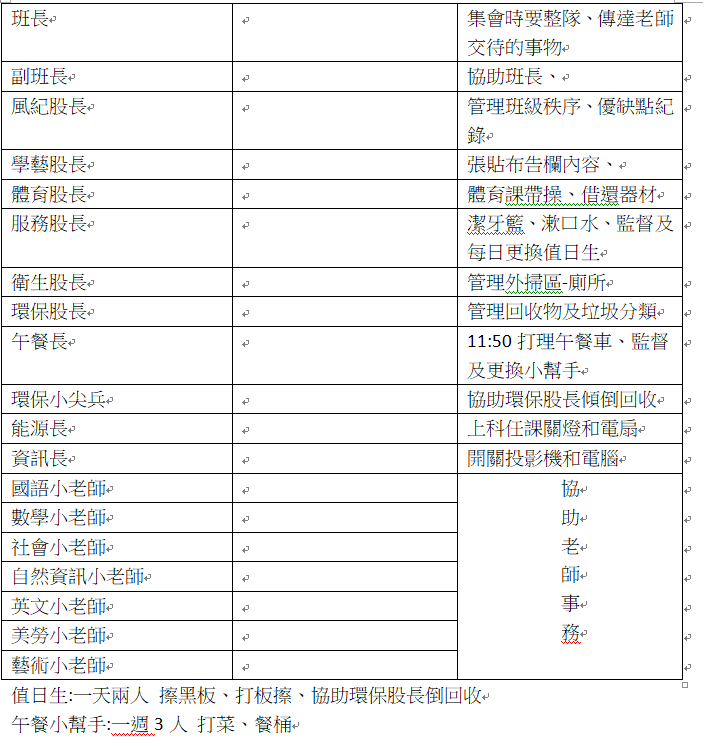 班長 集會時要整隊、傳達老師
交待的事物
副班長 協助班長、
風紀股長 管理班級秩序、優缺點紀
錄
學藝股長 張貼布告欄內容、
體育股長 體育課帶操、借還器材
服務股長 潔牙籃、漱口水、監督及
每日更換值日生
衛生股長 管理外掃區-廁所
環保股長 管理回收物及垃圾分類
午餐長 11:50 打理午餐車、監督
及更換小幫手
環保小尖兵 協助環保股長傾倒回收
能源長 上科任課關燈和電扇
資訊長 開關投影機和電腦
國語小老師 協
數學小老師 助
社會小老師 老
自然資訊小老師 師
英文小老師 事
美勞小老師 務
藝術小老師
值日生:一天兩人 擦黑板、打板擦、協助環保股長倒回收
午餐小幫手:一週 3 人 打菜、餐桶